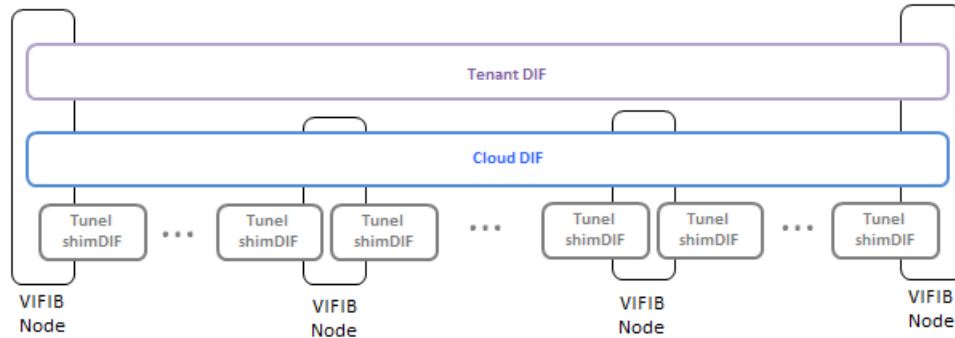 Tenant DIF
Cloud DIF
Tunel
shimDIF
...
Tunel
shimDIF
Tunel
shimDIF
...
Tunel
shimDIF
Tunel
shimDIF
...
Tunel
shimDIF
VIFIB
Node
VIFIB
Node
VIFIB
Node
VIFIB
Node